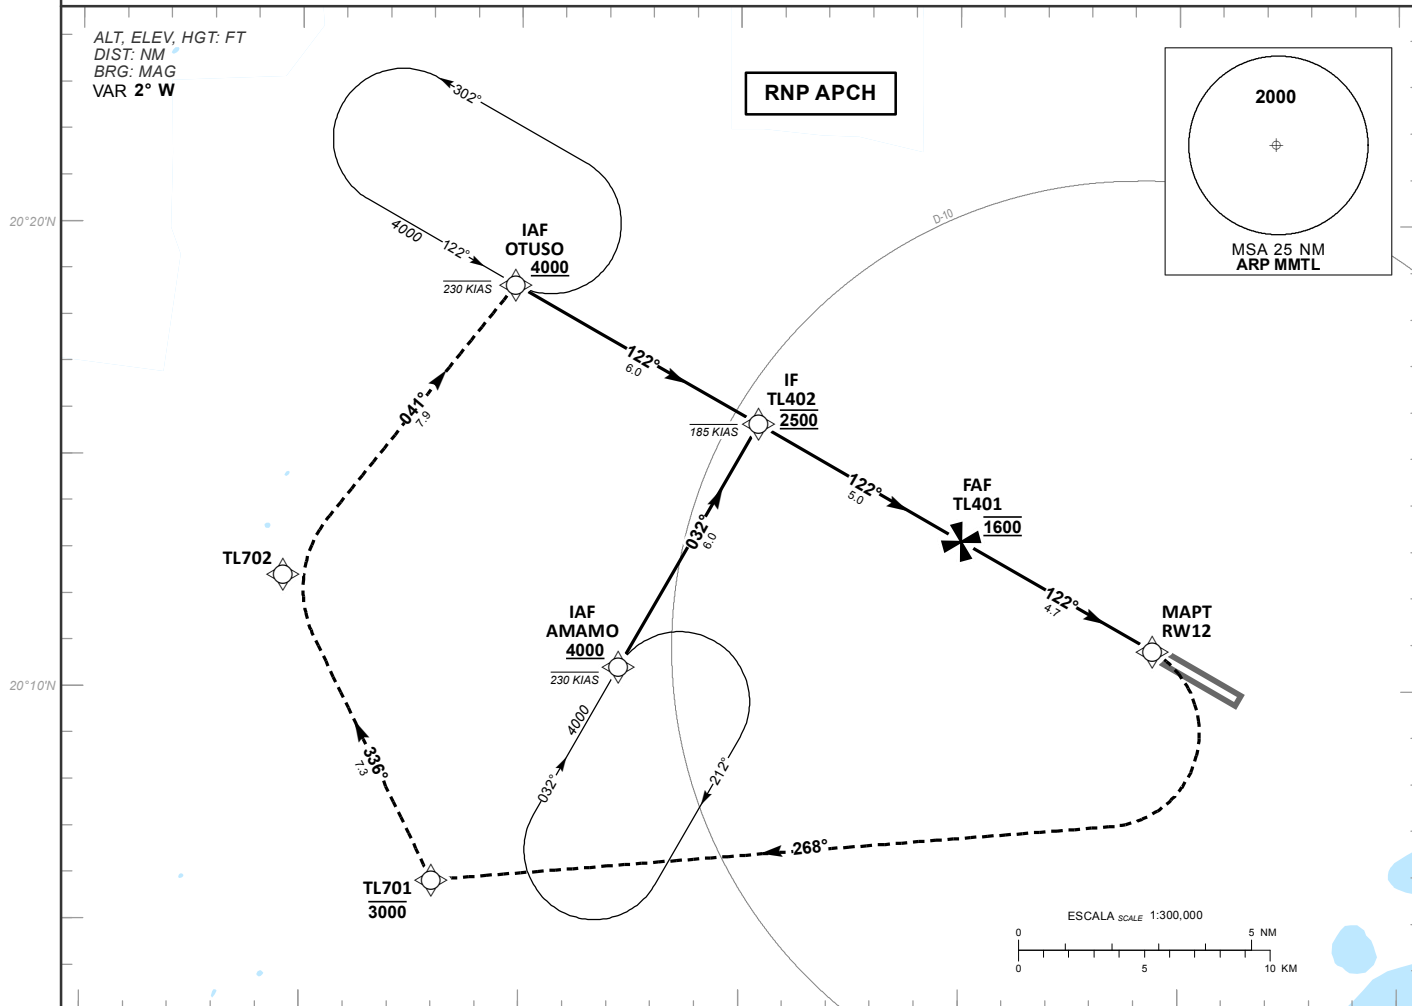 ALT, ELEV, HGT: FT
DIST: NM
BRG: MAG
VAR 2° W
RNP APCH
2000
MSA 25 NM
ARP MMTL
302°
D-10
20°20'N
4000
122°
IAF
OTUSO
4000
230 KIAS
122°
6.0
IF
TL402
2500
185 KIAS
041°
7.9
122°
5.0
FAF
TL401
1600
032°
6.0
TL702
IAF
AMAMO
4000
230 KIAS
122°
4.7
MAPT
RW12
20°10'N
4000
032°
212°
336°
7.3
268°
TL701
3000
ESCALA SCALE 1:300,000
0 5 NM
0 5 10 KM